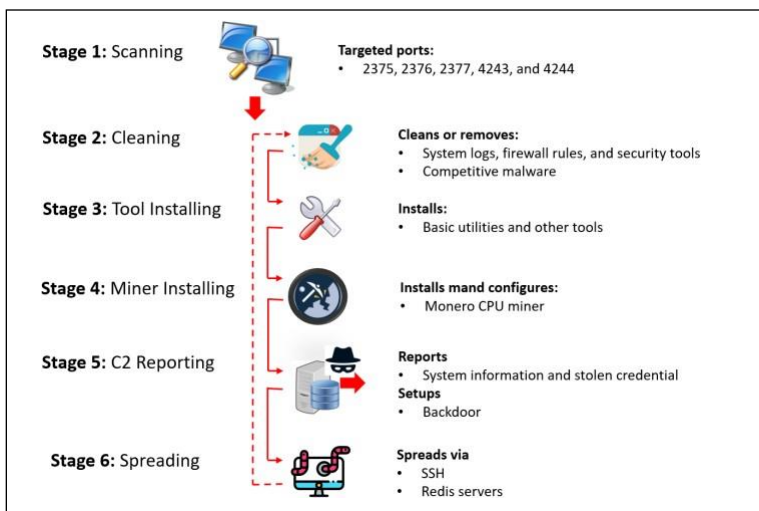 Stage 1: Scanning
Targeted ports:
• 2375, 2376, 2377, 4243, and 4244
Stage 2: Cleaning
Cleans or removes:
• System logs, firewall rules, and security tools
• Competitive malware
Stage 3: Tool Installing
Installs:
• Basic utilities and other tools
Stage 4: Miner Installing
Installs mand configures:
• Monero CPU miner
Stage 5: C2 Reporting
Reports
• System information and stolen credential
Setups
• Backdoor
Stage 6: Spreading
Spreads via
• SSH
• Redis servers